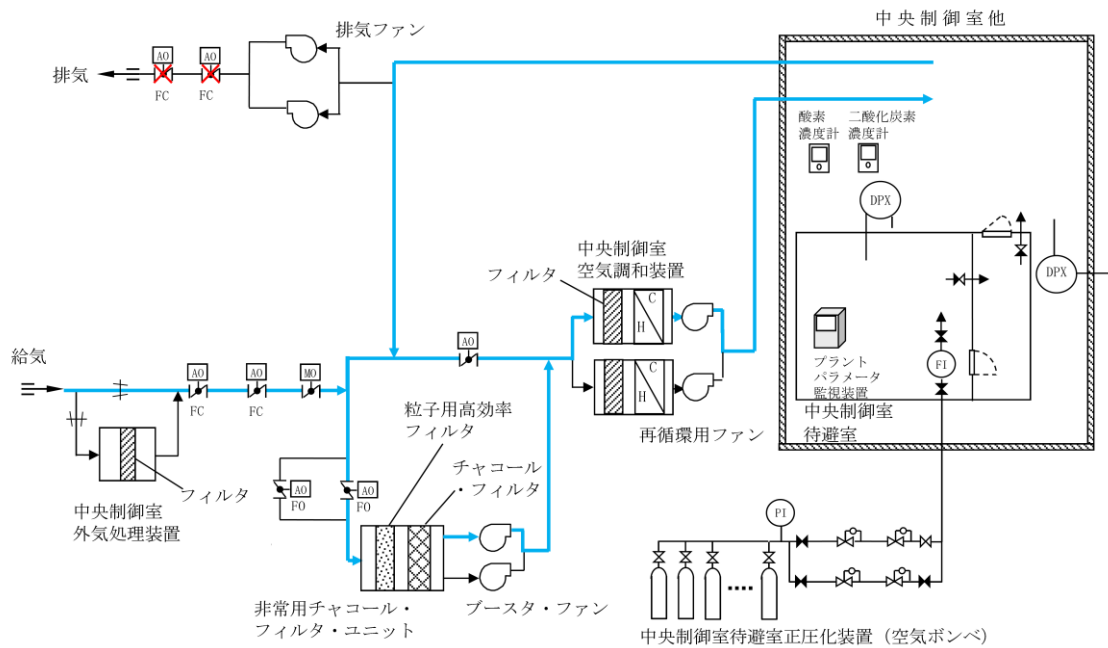 中央制御室他
排気ファン
AO
AO
排気
FC
FC
酸素
濃度計
二酸化炭素
濃度計
DPX
DPX
中央制御室
空気調和装置
フィルタ
C
H
C
H
AO
給気
AO
AO
MO
FC
FC
プラント
パラメータ
監視装置
FI
中央制御室
待避室
粒子用高効率
フィルタ
再循環用ファン
チャコール
・フィルタ
フィルタ
中央制御室
外気処理装置
AO
FO
AO
FO
PI
非常用チャコール・
フィルタ・ユニット
ブースタ・ファン
中央制御室待避室正圧化装置（空気ボンベ）